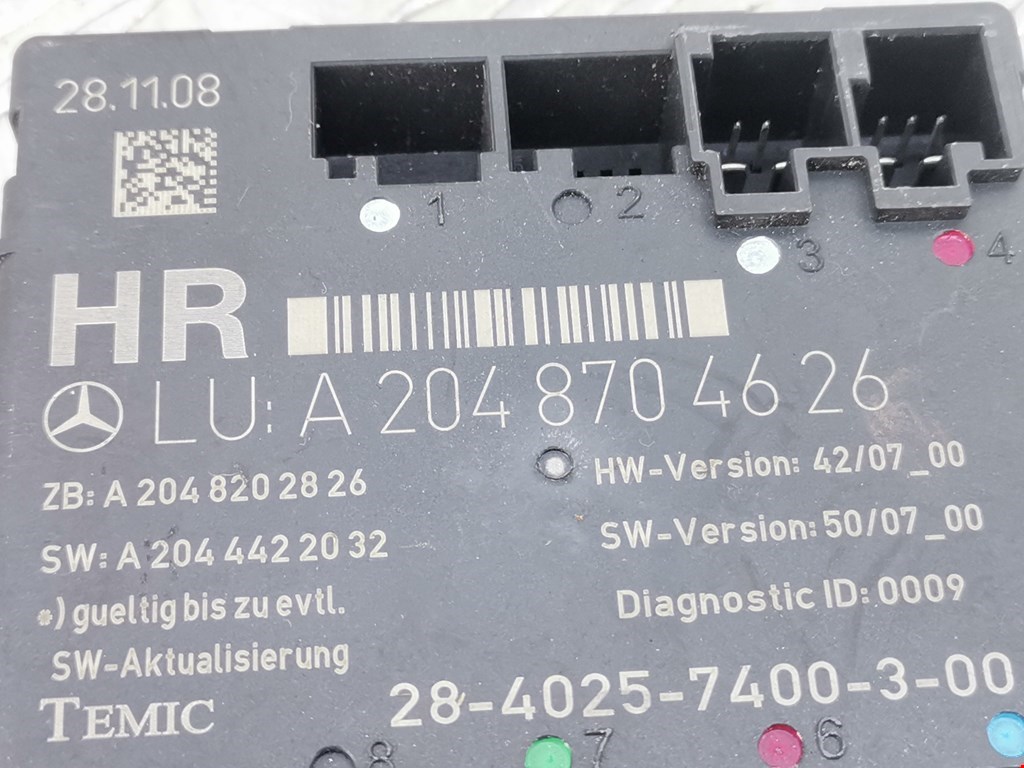 28.11.08
1 2 3 4
HR
LU: A 204 870 46 26
ZB: A 204 820 28 26
HW-Version: 42/07_00
SW: A 204 442 20 32
SW-Version: 50/07_00
*) gueltig bis zu evtl.
Diagnostic ID: 0009
SW-Aktualisierung
TEMIC
28-4025-7400-3-00
8 7 6